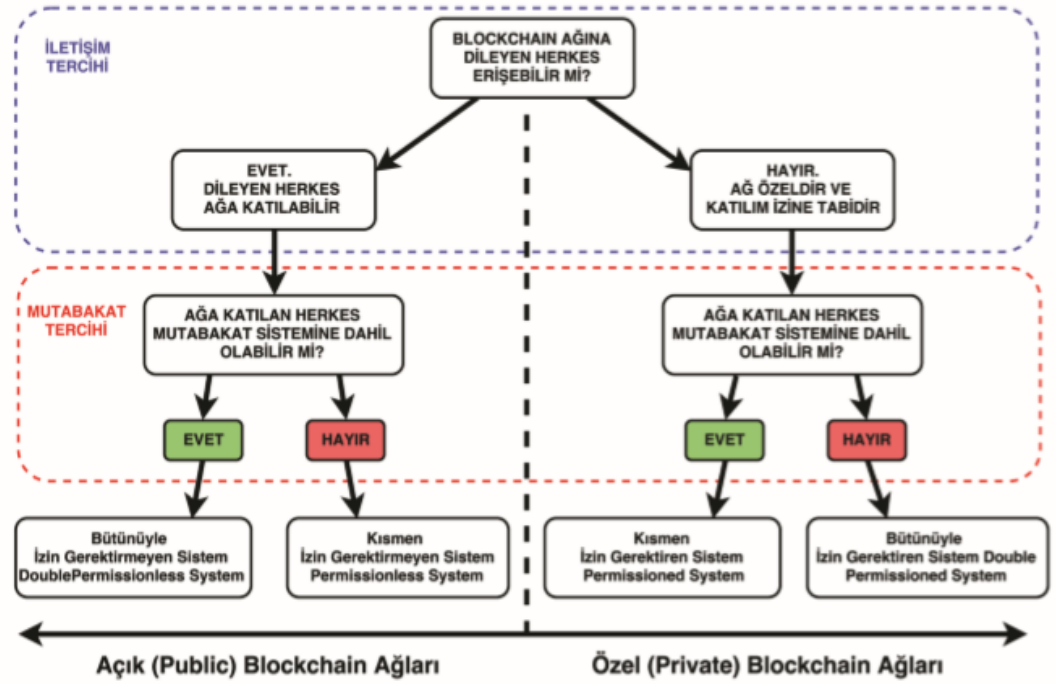 İLETİŞİM
TERCİHİ
BLOCKCHAIN AĞINA
DİLEYEN HERKES
ERİŞEBİLİR Mİ?
EVET.
DİLEYEN HERKES
AĞA KATILABİLİR
HAYIR.
AĞ ÖZELDİR VE
KATILIM İZİNE TABİDİR
MUTABAKAT
TERCİHİ
AĞA KATILAN HERKES
MUTABAKAT SİSTEMİNE DAHİL
OLABİLİR Mİ?
AĞA KATILAN HERKES
MUTABAKAT SİSTEMİNE DAHİL
OLABİLİR Mİ?
EVET
HAYIR
EVET
HAYIR
Bütünüyle
İzin Gerektirmeyen Sistem
DoublePermissionless System
Kısmen
İzin Gerektirmeyen Sistem
Permissionless System
Kısmen
İzin Gerektiren Sistem
Permissioned System
Bütünüyle
İzin Gerektiren Sistem Double
Permissioned System
Açık (Public) Blockchain Ağları
Özel (Private) Blockchain Ağları